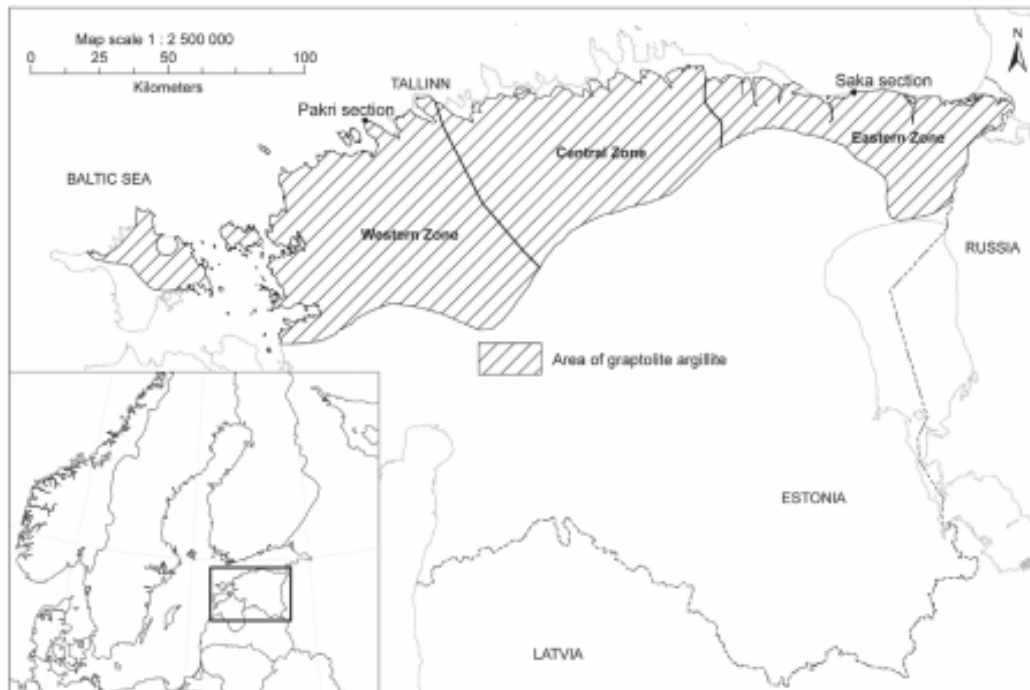 Map scale 1 : 2 500 000
0 25 50 100
Kilometers
N
TALLINN
Pakri section
Saka section
Eastern Zone
Central Zone
BALTIC SEA
Western Zone
RUSSIA
Area of graptolite argillite
ESTONIA
LATVIA